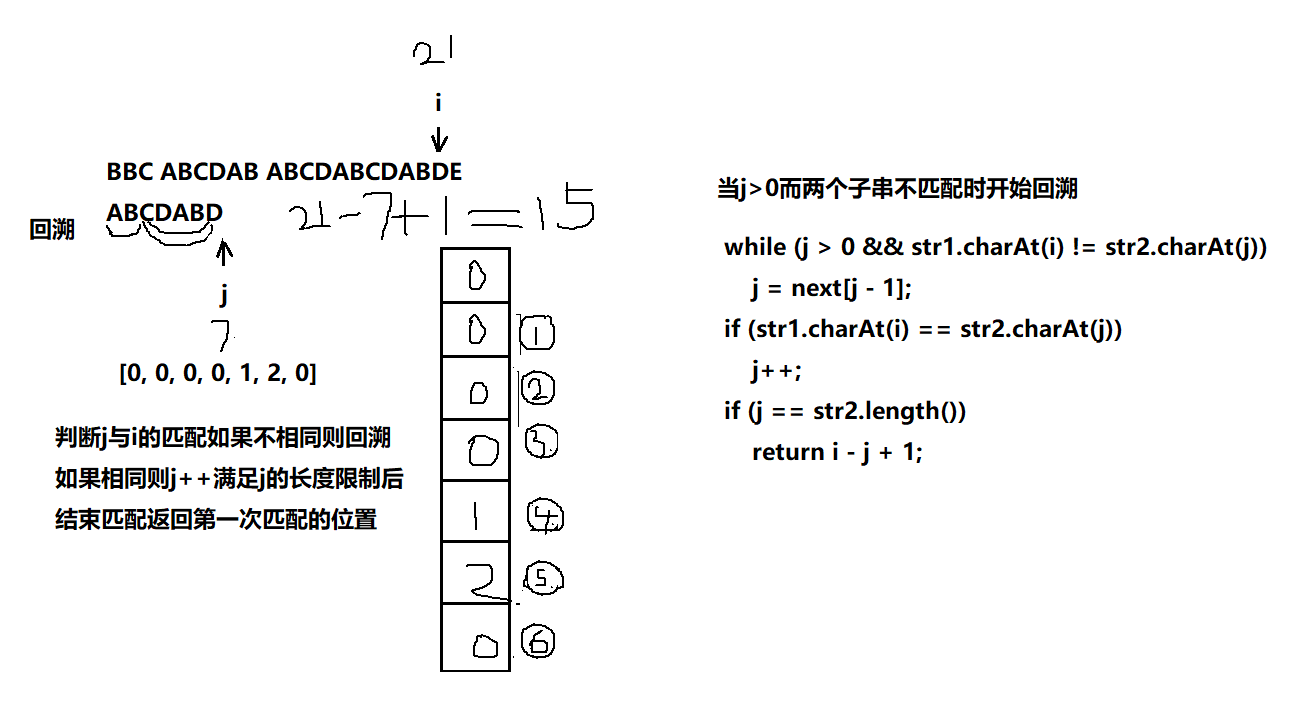 21
i
BBC ABCDAB ABCDABCDABDE
ABCDABD
回溯
21-7+1=15
j
7
[0, 0, 0, 0, 1, 2, 0]
判断j与i的匹配如果不相同则回溯
如果相同则j++满足j的长度限制后
结束匹配返回第一次匹配的位置
0
0 1
0 2
0 3
1 4
2 5
0 6
当j>0而两个子串不匹配时开始回溯
while (j > 0 && str1.charAt(i) != str2.charAt(j))
j = next[j - 1];
if (str1.charAt(i) == str2.charAt(j))
j++;
if (j == str2.length())
return i - j + 1;